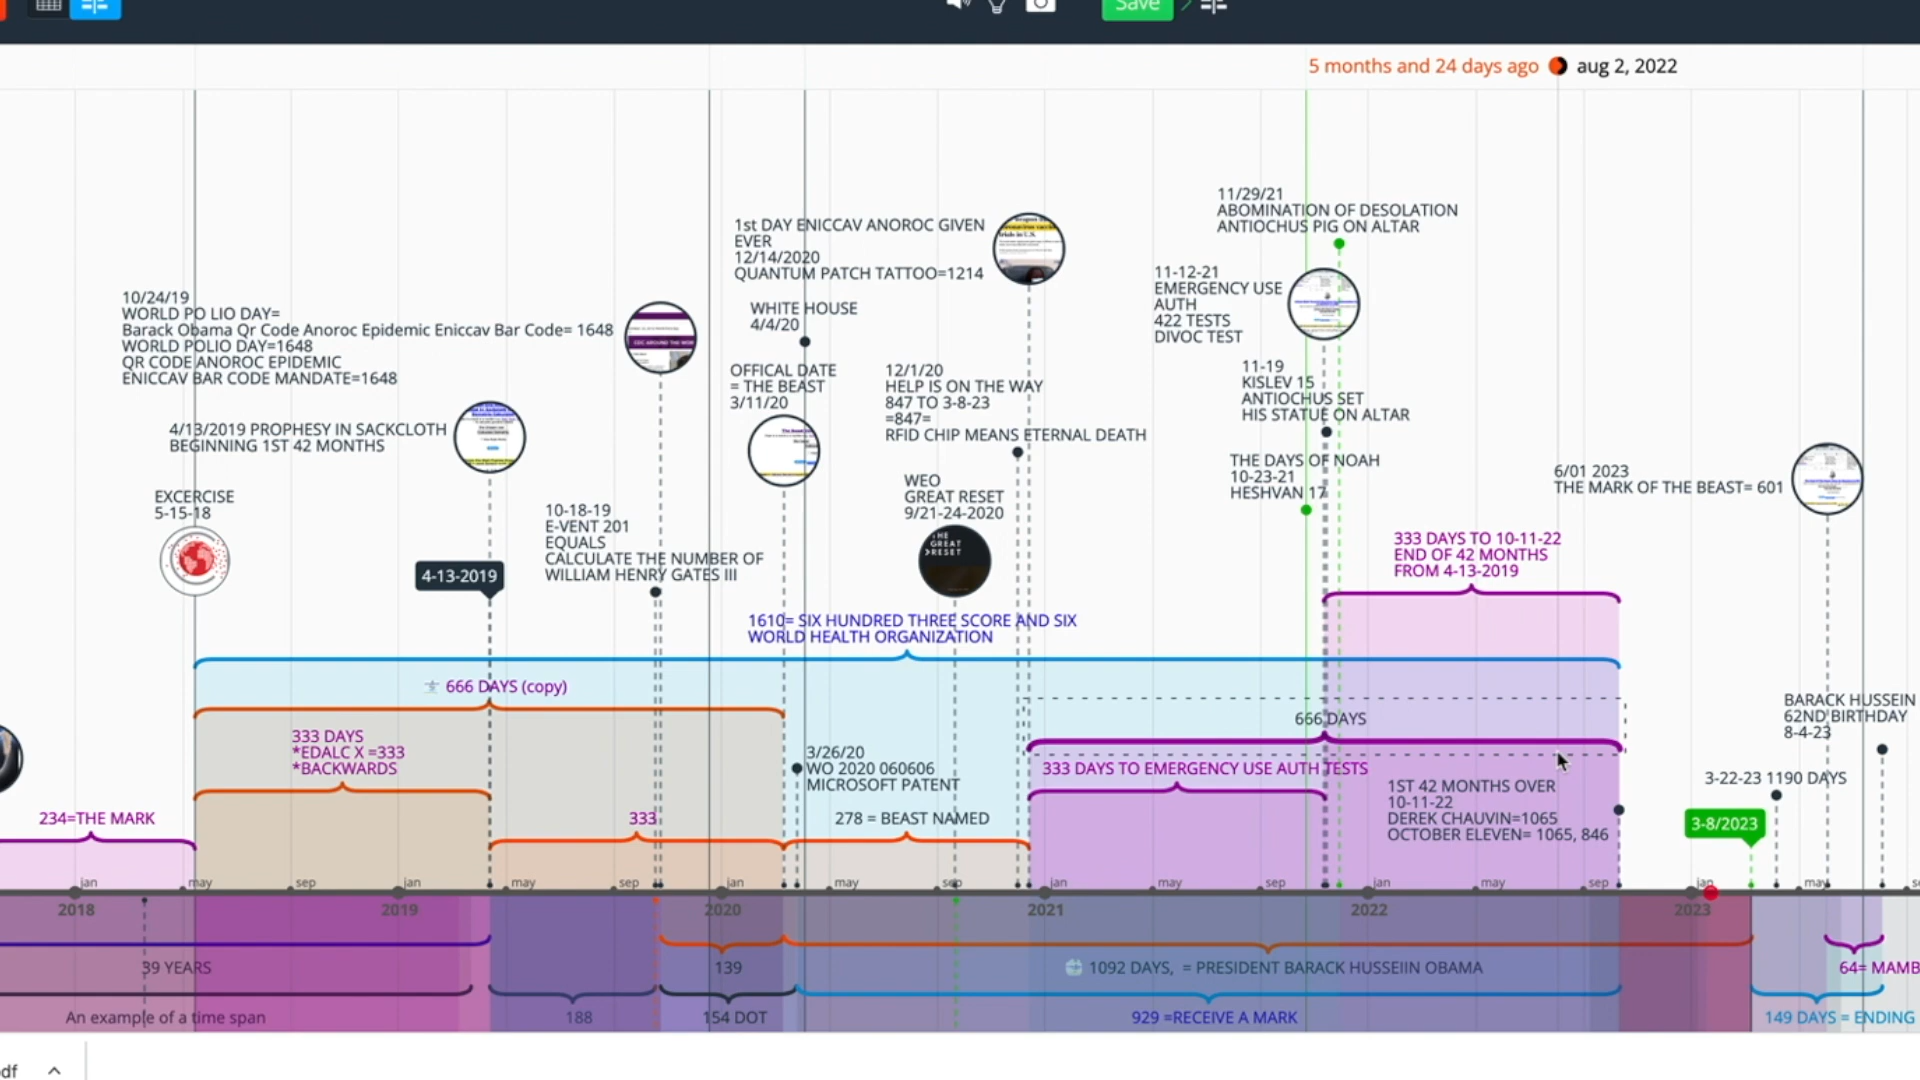 Save
5 months and 24 days ago
aug 2, 2022
11/29/21
ABOMINATION OF DESOLATION
ANTIOCHUS PIG ON ALTAR
1st DAY ENICCAV ANOROC GIVEN
EVER
12/14/2020
QUANTUM PATCH TATTOO=1214
11-12-21
EMERGENCY USE
AUTH
422 TESTS
DIVOC TEST
10/24/19
WORLD PO LIO DAY=
Barack Obama Qr Code Anoroc Epidemic Eniccav Bar Code= 1648
WORLD POLIO DAY=1648
QR CODE ANOROC EPIDEMIC
ENICCAV BAR CODE MANDATE=1648
WHITE HOUSE
4/4/20
OFFICAL DATE
= THE BEAST
3/11/20
12/1/20
HELP IS ON THE WAY
847 TO 3-8-23
=847=
RFID CHIP MEANS ETERNAL DEATH
11-19
KISLEV 15
ANTIOCHUS SET
HIS STATUE ON ALTAR
4/13/2019 PROPHESY IN SACKCLOTH
BEGINNING 1ST 42 MONTHS
THE DAYS OF NOAH
10-23-21
HESHVAN 17
6/01 2023
THE MARK OF THE BEAST= 601
EXCERCISE
5-15-18
10-18-19
E-VENT 201
EQUALS
CALCULATE THE NUMBER OF
WILLIAM HENRY GATES III
WEO
GREAT RESET
9/21-24-2020
THE
GREAT
RESET
4-13-2019
333 DAYS TO 10-11-22
END OF 42 MONTHS
FROM 4-13-2019
1610= SIX HUNDRED THREE SCORE AND SIX
WORLD HEALTH ORGANIZATION
666 DAYS (copy)
666 DAYS
BARACK HUSSEIN
62ND BIRTHDAY
8-4-23
333 DAYS
*EDALC X =333
*BACKWARDS
3/26/20
WO 2020 060606
MICROSOFT PATENT
333 DAYS TO EMERGENCY USE AUTH TESTS
1ST 42 MONTHS OVER
10-11-22
DEREK CHAUVIN=1065
OCTOBER ELEVEN= 1065, 846
3-22-23 1190 DAYS
3-8/2023
234=THE MARK
333
278 = BEAST NAMED
jan may sep jan may sep jan may sep jan may sep jan may sep jan may
2018 2019 2020 2021 2022 2023
39 YEARS
139
1092 DAYS, = PRESIDENT BARACK HUSSEIIN OBAMA
64= MAMB
An example of a time span
188
154 DOT
929 =RECEIVE A MARK
149 DAYS = ENDING